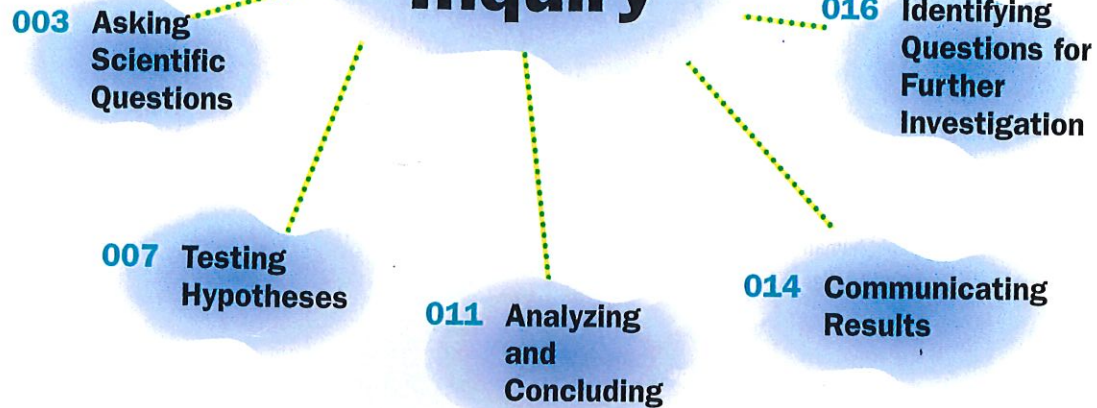 Inquiry
003 Asking
Scientific
Questions
016 Identifying
Questions for
Further
Investigation
007 Testing
Hypotheses
011 Analyzing
and
Concluding
014 Communicating
Results